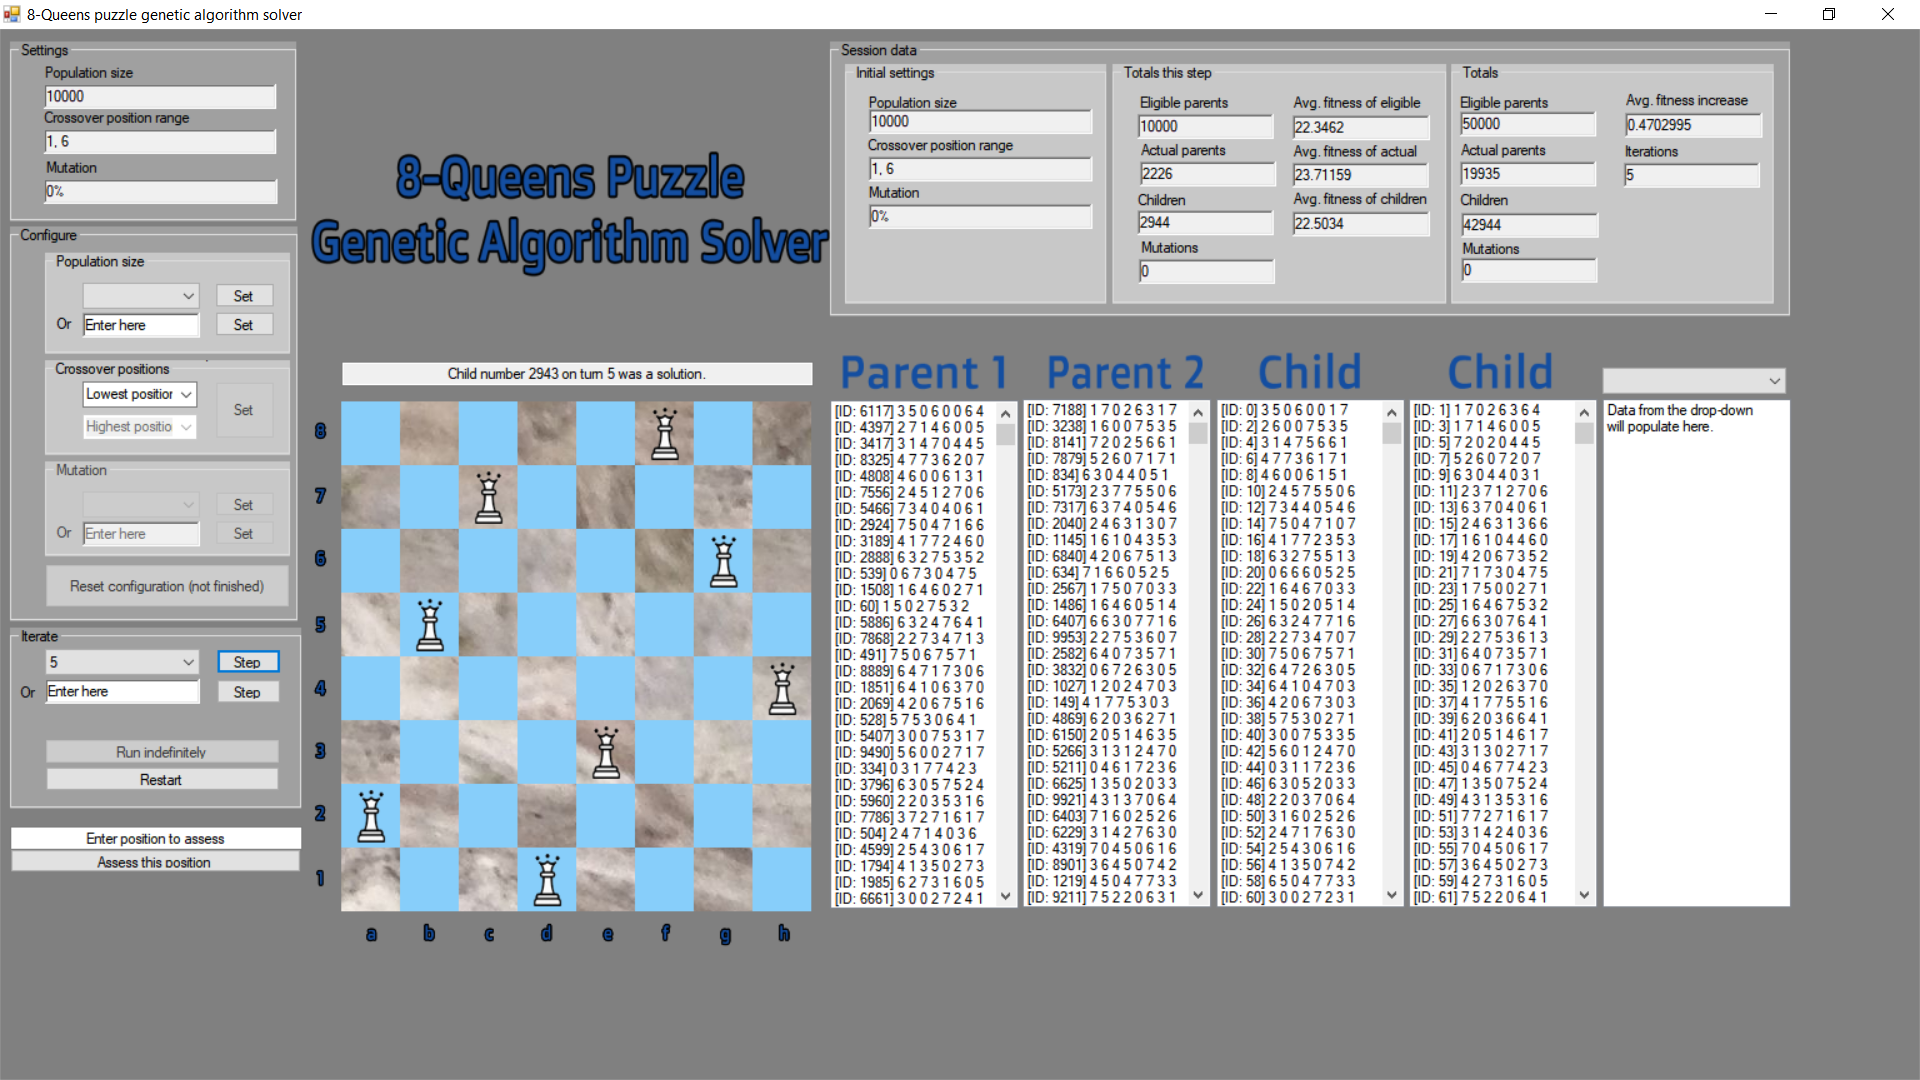 8-Queens puzzle genetic algorithm solver
Settings
Population size
10000
Crossover position range
1, 6
Mutation
0%
Configure
Population size
Set
Or Enter here Set
Crossover positions
Lowest position
Highest positio
Set
Mutation
Set
Or Enter here Set
Reset configuration (not finished)
Iterate
5 Step
Or Enter here Step
Run indefinitely
Restart
Enter position to assess
Assess this position
8-Queens Puzzle
Genetic Algorithm Solver
Child number 2943 on turn 5 was a solution.
8
7
6
5
4
3
2
1
a b c d e f g h
Session data
Initial settings
Population size
10000
Crossover position range
1, 6
Mutation
0%
Totals this step
Eligible parents
10000
Actual parents
2226
Children
2944
Mutations
0
Avg. fitness of eligible
22.3462
Avg. fitness of actual
23.71159
Avg. fitness of children
22.5034
Totals
Eligible parents
50000
Actual parents
19935
Children
42944
Mutations
0
Avg. fitness increase
0.4702995
Iterations
5
Parent 1
[ID: 6117] 3 5 0 6 0 0 6 4
[ID: 4397] 2 7 1 4 6 0 0 5
[ID: 3417] 3 1 4 7 0 4 4 5
[ID: 8325] 4 7 7 3 6 2 0 7
[ID: 4808] 4 6 0 0 6 1 3 1
[ID: 7556] 2 4 5 1 2 7 0 6
[ID: 5466] 7 3 4 0 4 0 6 1
[ID: 2924] 7 5 0 4 7 1 6 6
[ID: 3189] 4 1 7 7 2 4 6 0
[ID: 2888] 6 3 2 7 5 3 5 2
[ID: 539] 0 6 7 3 0 4 7 5
[ID: 1508] 1 6 4 6 0 2 7 1
[ID: 60] 1 5 0 2 7 5 3 2
[ID: 5886] 6 3 2 4 7 6 4 1
[ID: 7868] 2 2 7 3 4 7 1 3
[ID: 491] 7 5 0 6 7 5 7 1
[ID: 8889] 6 4 7 1 7 3 0 6
[ID: 1851] 6 4 1 0 6 3 7 0
[ID: 2069] 4 2 0 6 7 5 1 6
[ID: 528] 5 7 5 3 0 6 4 1
[ID: 5407] 3 0 0 7 5 3 1 7
[ID: 9490] 5 6 0 0 2 7 1 7
[ID: 334] 0 3 1 7 7 4 2 3
[ID: 3796] 6 3 0 5 7 5 2 4
[ID: 5960] 2 2 0 3 5 3 1 6
[ID: 7786] 3 7 2 7 1 6 1 7
[ID: 504] 2 4 7 1 4 0 3 6
[ID: 4599] 2 5 4 3 0 6 1 7
[ID: 1794] 4 1 3 5 0 2 7 3
[ID: 1985] 6 2 7 3 1 6 0 5
[ID: 6661] 3 0 0 2 7 2 4 1
Parent 2
[ID: 7188] 1 7 0 2 6 3 1 7
[ID: 3238] 1 6 0 0 7 5 3 5
[ID: 8141] 7 2 0 2 5 6 6 1
[ID: 7879] 5 2 6 0 7 1 7 1
[ID: 834] 6 3 0 4 4 0 5 1
[ID: 5173] 2 3 7 7 5 5 0 6
[ID: 7317] 6 3 7 4 0 5 4 6
[ID: 2040] 2 4 6 3 1 3 0 7
[ID: 1145] 1 6 1 0 4 3 5 3
[ID: 6840] 4 2 0 6 7 5 1 3
[ID: 634] 7 1 6 6 0 5 2 5
[ID: 2567] 1 7 5 0 7 0 3 3
[ID: 1486] 1 6 4 6 0 5 1 4
[ID: 6407] 6 6 3 0 7 7 1 6
[ID: 9953] 2 2 7 5 3 6 0 7
[ID: 2582] 6 4 0 7 3 5 7 1
[ID: 3832] 0 6 7 2 6 3 0 5
[ID: 1027] 1 2 0 2 4 7 0 3
[ID: 149] 4 1 7 7 5 3 0 3
[ID: 4869] 6 2 0 3 6 2 7 1
[ID: 6150] 2 0 5 1 4 6 3 5
[ID: 5266] 3 1 3 1 2 4 7 0
[ID: 5211] 0 4 6 1 7 2 3 6
[ID: 6625] 1 3 5 0 2 0 3 3
[ID: 9921] 4 3 1 3 7 0 6 4
[ID: 6403] 7 1 6 0 2 5 2 6
[ID: 6229] 3 1 4 2 7 6 3 0
[ID: 4319] 7 0 4 5 0 6 1 6
[ID: 8901] 3 6 4 5 0 7 4 2
[ID: 1219] 4 5 0 4 7 7 3 3
[ID: 9211] 7 5 2 2 0 6 3 1
Child
[ID: 0] 3 5 0 6 0 0 1 7
[ID: 2] 2 6 0 0 7 5 3 5
[ID: 4] 3 1 4 7 5 6 6 1
[ID: 6] 4 7 7 3 6 1 7 1
[ID: 8] 4 6 0 0 6 1 5 1
[ID: 10] 2 4 5 7 5 5 0 6
[ID: 12] 7 3 4 4 0 5 4 6
[ID: 14] 7 5 0 4 7 1 0 7
[ID: 16] 4 1 7 7 2 3 5 3
[ID: 18] 6 3 2 7 5 5 1 3
[ID: 20] 0 6 6 6 0 5 2 5
[ID: 22] 1 6 4 6 7 0 3 3
[ID: 24] 1 5 0 2 0 5 1 4
[ID: 26] 6 3 2 4 7 7 1 6
[ID: 28] 2 2 7 3 4 7 0 7
[ID: 30] 7 5 0 6 7 5 7 1
[ID: 32] 6 4 7 2 6 3 0 5
[ID: 34] 6 4 1 0 4 7 0 3
[ID: 36] 4 2 0 6 7 3 0 3
[ID: 38] 5 7 5 3 0 2 7 1
[ID: 40] 3 0 0 7 5 3 3 5
[ID: 42] 5 6 0 1 2 4 7 0
[ID: 44] 0 3 1 1 7 2 3 6
[ID: 46] 6 3 0 5 2 0 3 3
[ID: 48] 2 2 0 3 7 0 6 4
[ID: 50] 3 1 6 0 2 5 2 6
[ID: 52] 2 4 7 1 7 6 3 0
[ID: 54] 2 5 4 3 0 6 1 6
[ID: 56] 4 1 3 5 0 7 4 2
[ID: 58] 6 5 0 4 7 7 3 3
[ID: 60] 3 0 0 2 7 2 3 1
Child
[ID: 1] 1 7 0 2 6 3 6 4
[ID: 3] 1 7 1 4 6 0 0 5
[ID: 5] 7 2 0 2 0 4 4 5
[ID: 7] 5 2 6 0 7 2 0 7
[ID: 9] 6 3 0 4 4 0 3 1
[ID: 11] 2 3 7 1 2 7 0 6
[ID: 13] 6 3 7 0 4 0 6 1
[ID: 15] 2 4 6 3 1 3 6 6
[ID: 17] 1 6 1 0 4 4 6 0
[ID: 19] 4 2 0 6 7 3 5 2
[ID: 21] 7 1 7 3 0 4 7 5
[ID: 23] 1 7 5 0 0 2 7 1
[ID: 25] 1 6 4 6 7 5 3 2
[ID: 27] 6 6 3 0 7 6 4 1
[ID: 29] 2 2 7 5 3 6 1 3
[ID: 31] 6 4 0 7 3 5 7 1
[ID: 33] 0 6 7 1 7 3 0 6
[ID: 35] 1 2 0 2 6 3 7 0
[ID: 37] 4 1 7 7 5 5 1 6
[ID: 39] 6 2 0 3 6 6 4 1
[ID: 41] 2 0 5 1 4 6 1 7
[ID: 43] 3 1 3 0 2 7 1 7
[ID: 45] 0 4 6 7 7 4 2 3
[ID: 47] 1 3 5 0 7 5 2 4
[ID: 49] 4 3 1 3 5 3 1 6
[ID: 51] 7 7 2 7 1 6 1 7
[ID: 53] 3 1 4 2 4 0 3 6
[ID: 55] 7 0 4 5 0 6 1 7
[ID: 57] 3 6 4 5 0 2 7 3
[ID: 59] 4 2 7 3 1 6 0 5
[ID: 61] 7 5 2 2 0 6 4 1
Data from the drop-down
will populate here.